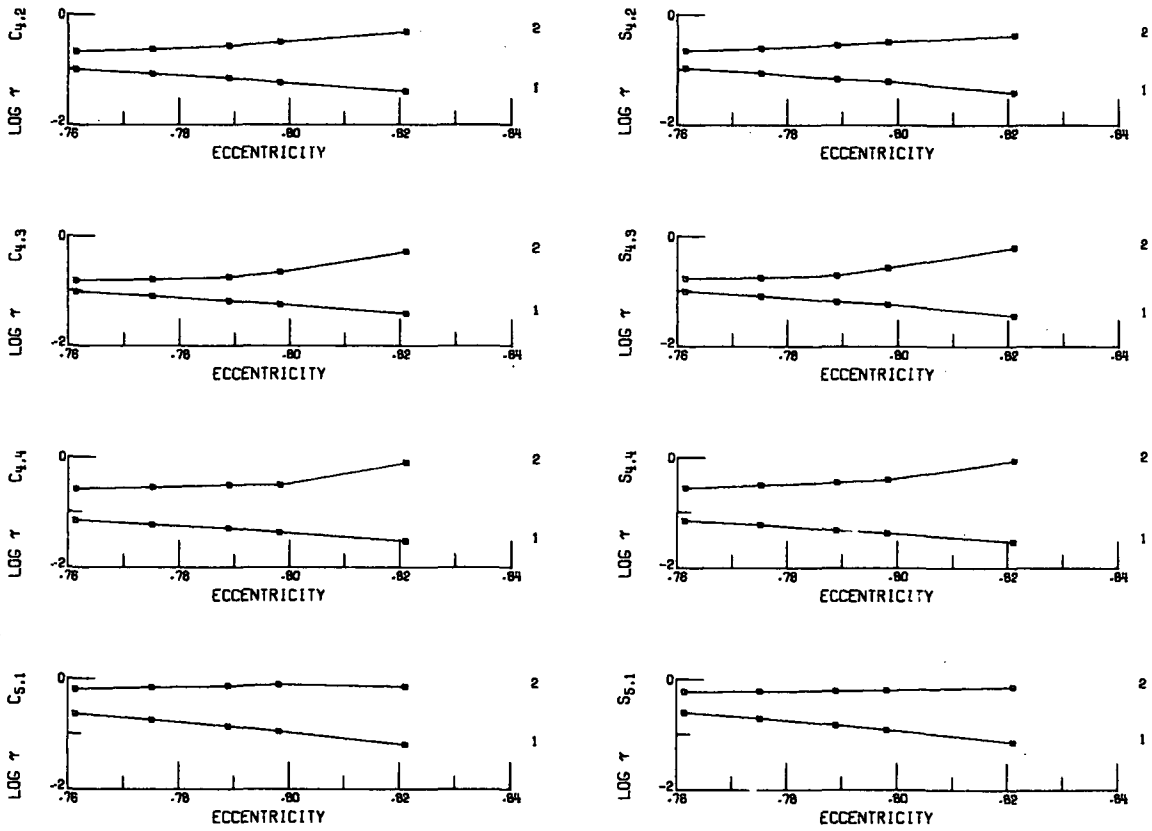 LOG τ C4,2
0
-2
.76 .78 .80 .82 .84
ECCENTRICITY
2
1
LOG τ S4,2
0
-2
.76 .78 .80 .82 .84
ECCENTRICITY
2
1
LOG τ C4,3
0
-2
.76 .78 .80 .82 .84
ECCENTRICITY
2
1
LOG τ S4,3
0
-2
.76 .78 .80 .82 .84
ECCENTRICITY
2
1
LOG τ C4,4
0
-2
.76 .78 .80 .82 .84
ECCENTRICITY
2
1
LOG τ S4,4
0
-2
.76 .78 .80 .82 .84
ECCENTRICITY
2
1
LOG τ C5,1
0
-2
.76 .78 .80 .82 .84
ECCENTRICITY
2
1
LOG τ S5,1
0
-2
.76 .78 .80 .82 .84
ECCENTRICITY
2
1